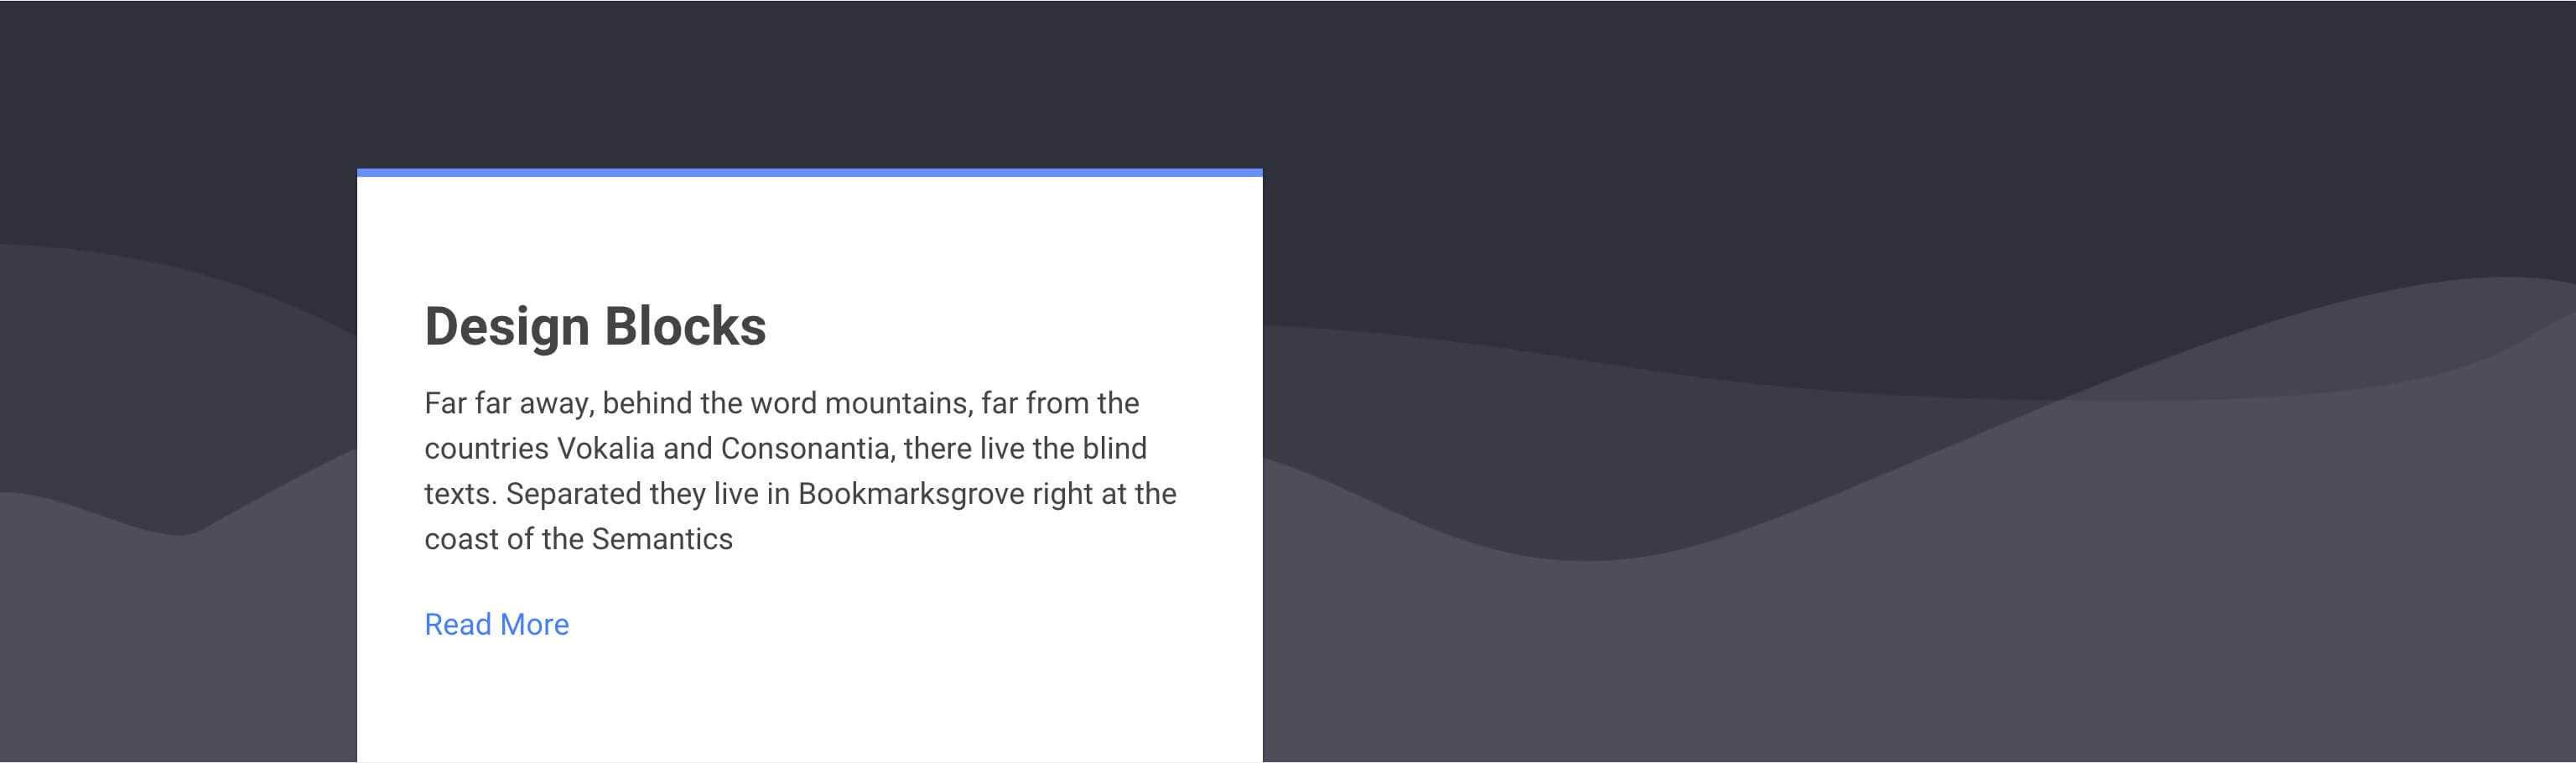 Design Blocks
Far far away, behind the word mountains, far from the
countries Vokalia and Consonantia, there live the blind
texts. Separated they live in Bookmarksgrove right at the
coast of the Semantics
Read More